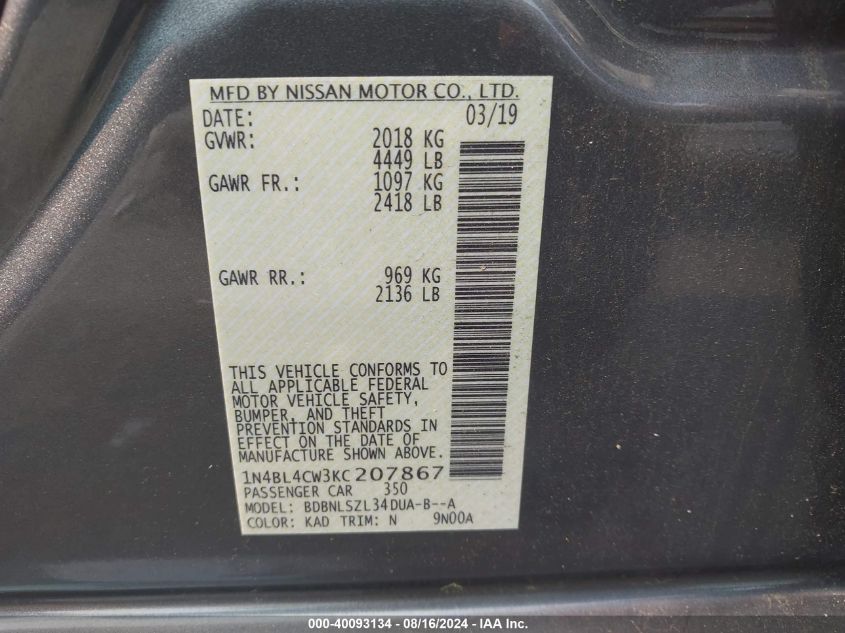 MFD BY NISSAN MOTOR CO., LTD.
DATE: 03/19
GVWR: 2018 KG
4449 LB
GAWR FR.: 1097 KG
2418 LB
GAWR RR.: 969 KG
2136 LB
THIS VEHICLE CONFORMS TO
ALL APPLICABLE FEDERAL
MOTOR VEHICLE SAFETY,
BUMPER, AND THEFT
PREVENTION STANDARDS IN
EFFECT ON THE DATE OF
MANUFACTURE SHOWN ABOVE.
1N4BL4CW3KC207867
PASSENGER CAR 350
MODEL: BDBNLSZL34DUA-B--A
COLOR: KAD TRIM: N 9N00A
000-40093134 - 08/16/2024 - IAA Inc.